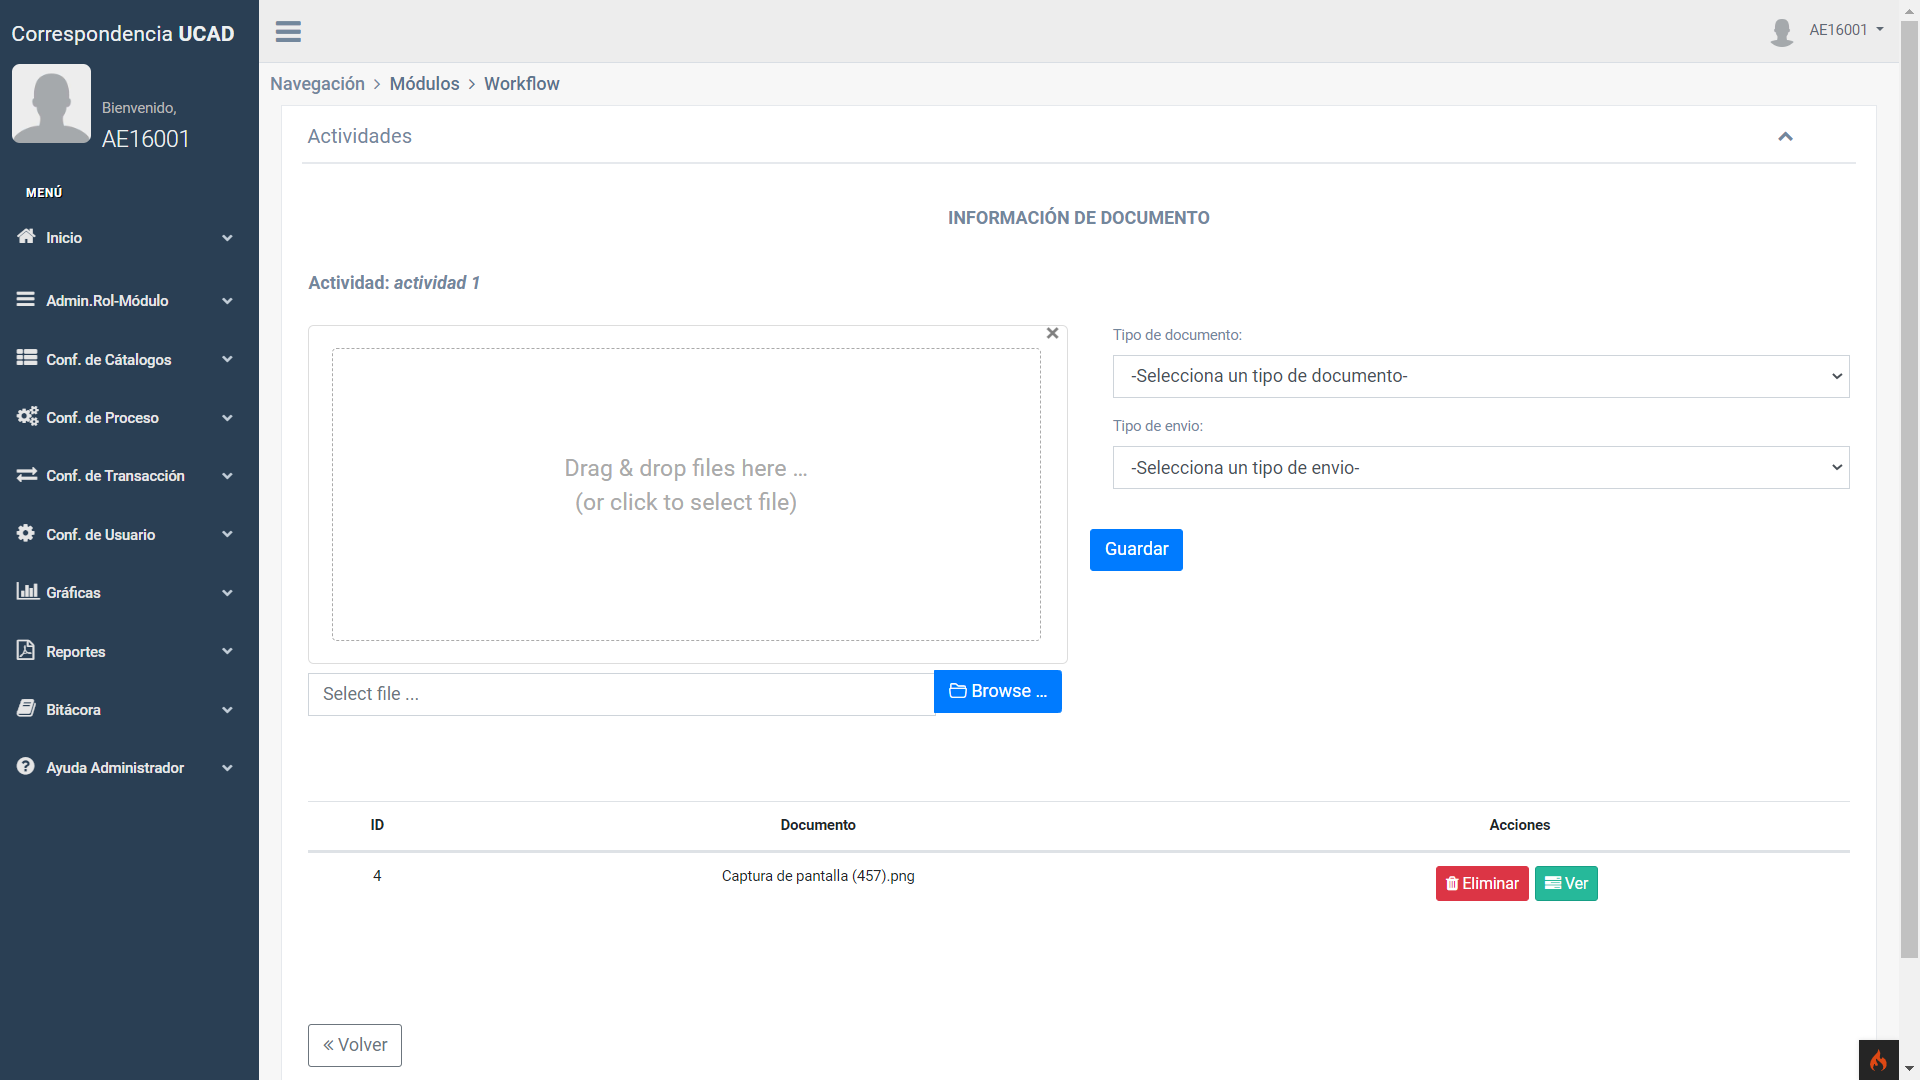 Correspondencia UCAD
Bienvenido,
AE16001
MENÚ
Inicio
Admin.Rol-Módulo
Conf. de Cátalogos
Conf. de Proceso
Conf. de Transacción
Conf. de Usuario
Gráficas
Reportes
Bitácora
Ayuda Administrador
AE16001
Navegación > Módulos > Workflow
Actividades
INFORMACIÓN DE DOCUMENTO
Actividad: actividad 1
Drag & drop files here …
(or click to select file)
Select file ...
Browse …
Tipo de documento:
-Selecciona un tipo de documento-
Tipo de envio:
-Selecciona un tipo de envio-
Guardar
ID Documento Acciones
4 Captura de pantalla (457).png Eliminar Ver
« Volver